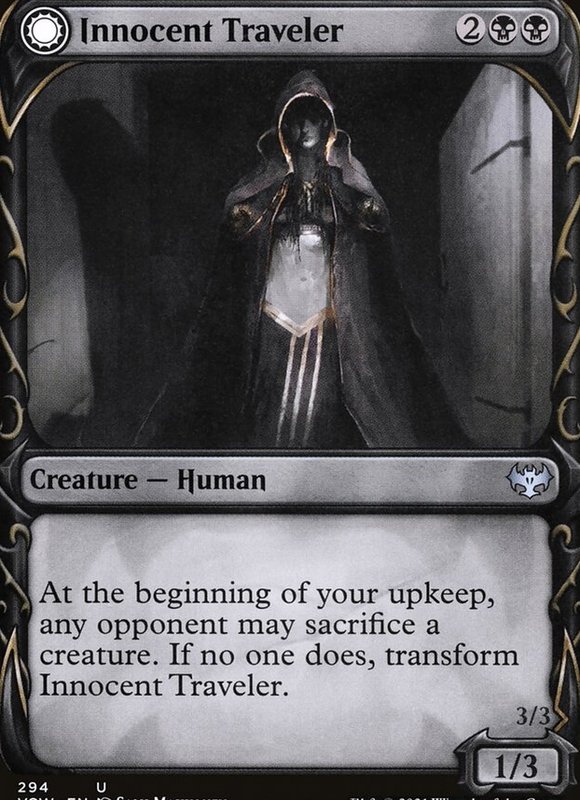 Innocent Traveler 2
Creature — Human
At the beginning of your upkeep,
any opponent may sacrifice a
creature. If no one does, transform
Innocent Traveler.
3/3
1/3
294 U